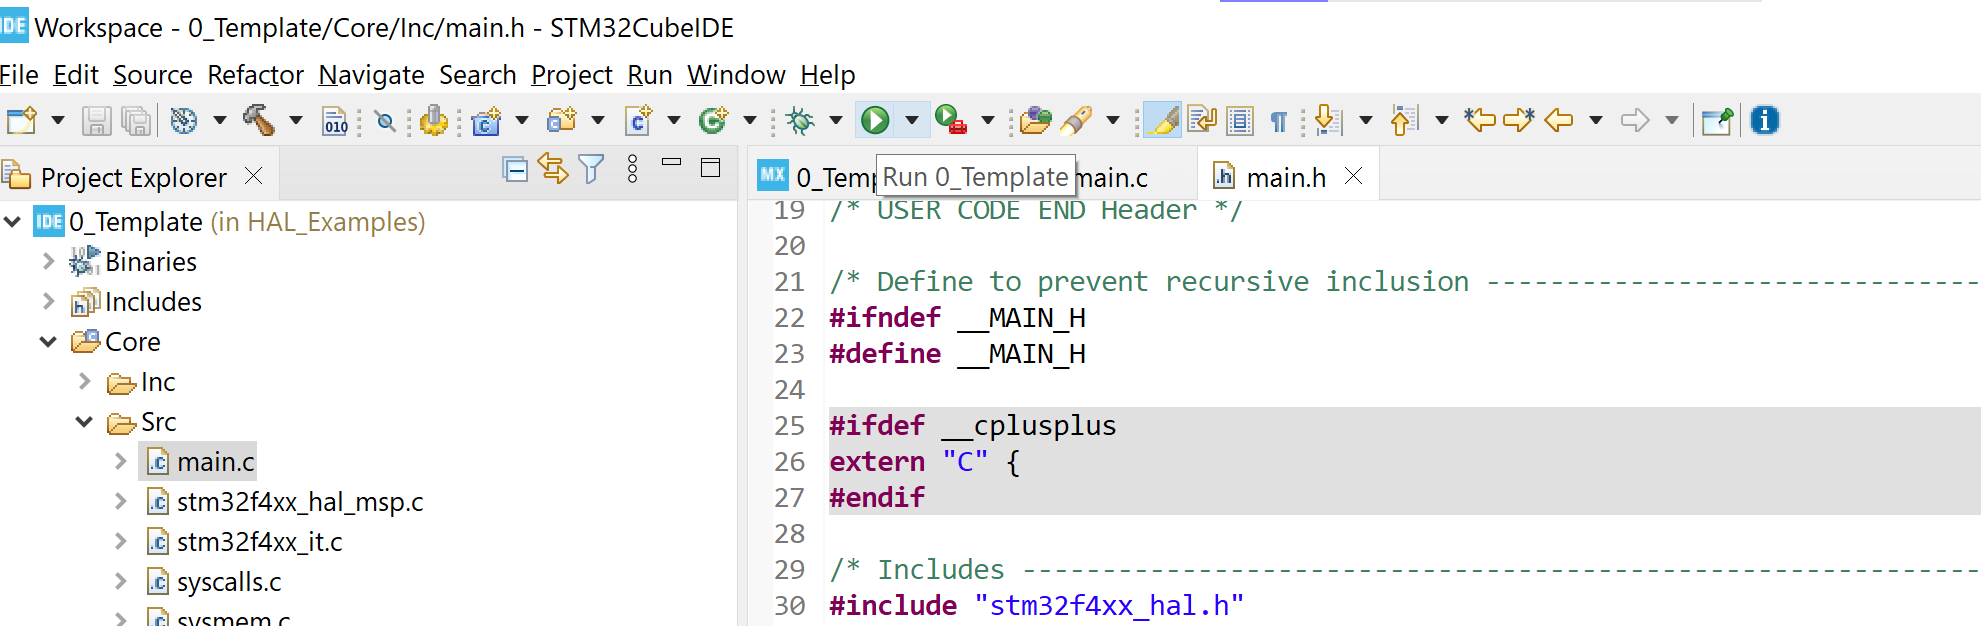 IDE Workspace - 0_Template/Core/Inc/main.h - STM32CubeIDE
File Edit Source Refactor Navigate Search Project Run Window Help
010
Project Explorer
MX 0_Temp
Run 0_Template
main.c
.h main.h
IDE 0_Template (in HAL_Examples)
Binaries
Includes
Core
Inc
Src
.c main.c
.c stm32f4xx_hal_msp.c
.c stm32f4xx_it.c
.c syscalls.c
sysmem.c
19 /* USER CODE END Header */
20
21 /* Define to prevent recursive inclusion -------------------------------
22 #ifndef __MAIN_H
23 #define __MAIN_H
24
25 #ifdef __cplusplus
26 extern "C" {
27 #endif
28
29 /* Includes ------------------------------------------------------------
30 #include "stm32f4xx_hal.h"